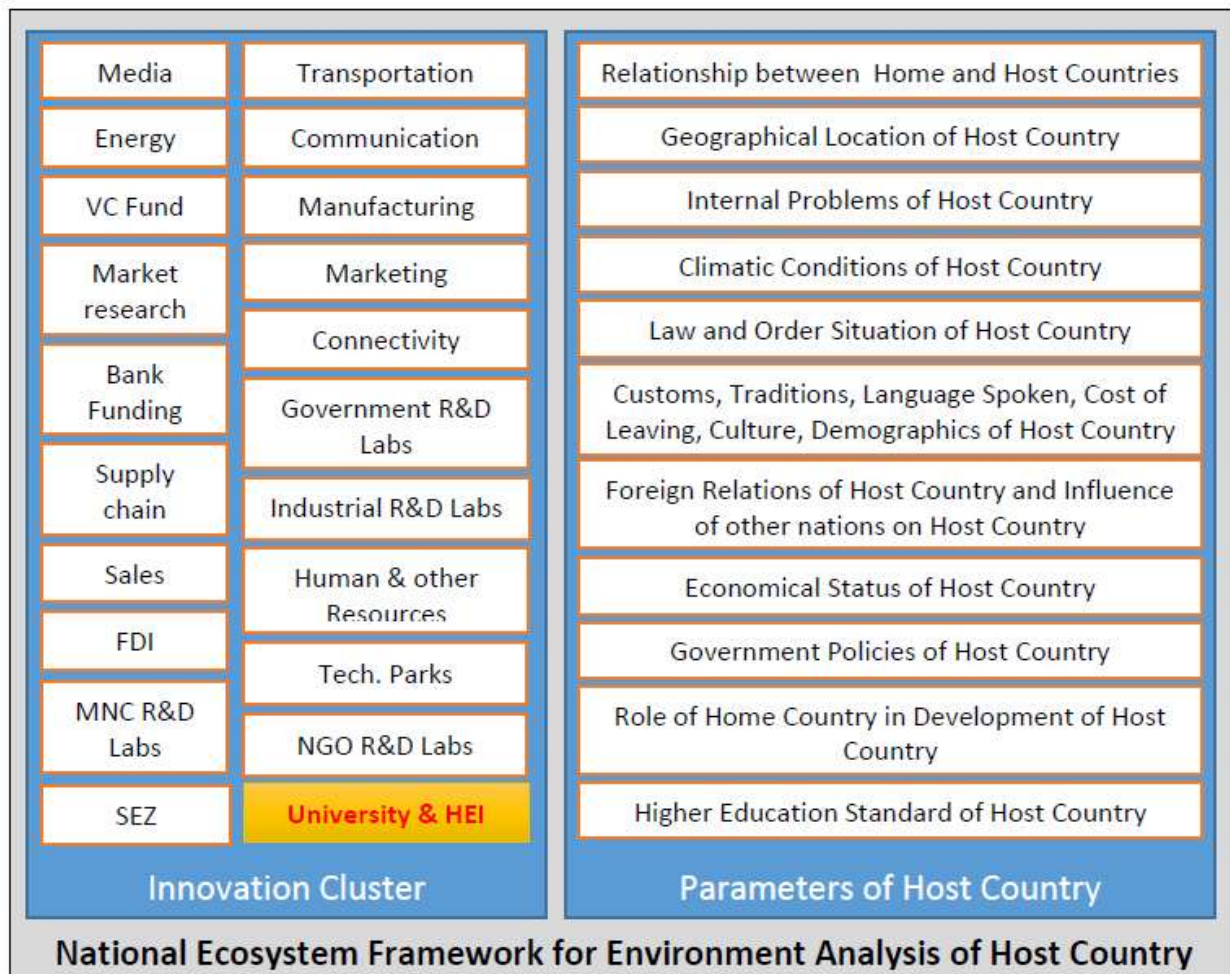 Media
Energy
VC Fund
Market
research
Bank
Funding
Supply
chain
Sales
FDI
MNC R&D
Labs
SEZ
Transportation
Communication
Manufacturing
Marketing
Connectivity
Government R&D
Labs
Industrial R&D Labs
Human & other
Resources
Tech. Parks
NGO R&D Labs
University & HEI
Innovation Cluster
Relationship between Home and Host Countries
Geographical Location of Host Country
Internal Problems of Host Country
Climatic Conditions of Host Country
Law and Order Situation of Host Country
Customs, Traditions, Language Spoken, Cost of
Leaving, Culture, Demographics of Host Country
Foreign Relations of Host Country and Influence
of other nations on Host Country
Economical Status of Host Country
Government Policies of Host Country
Role of Home Country in Development of Host
Country
Higher Education Standard of Host Country
Parameters of Host Country
National Ecosystem Framework for Environment Analysis of Host Country